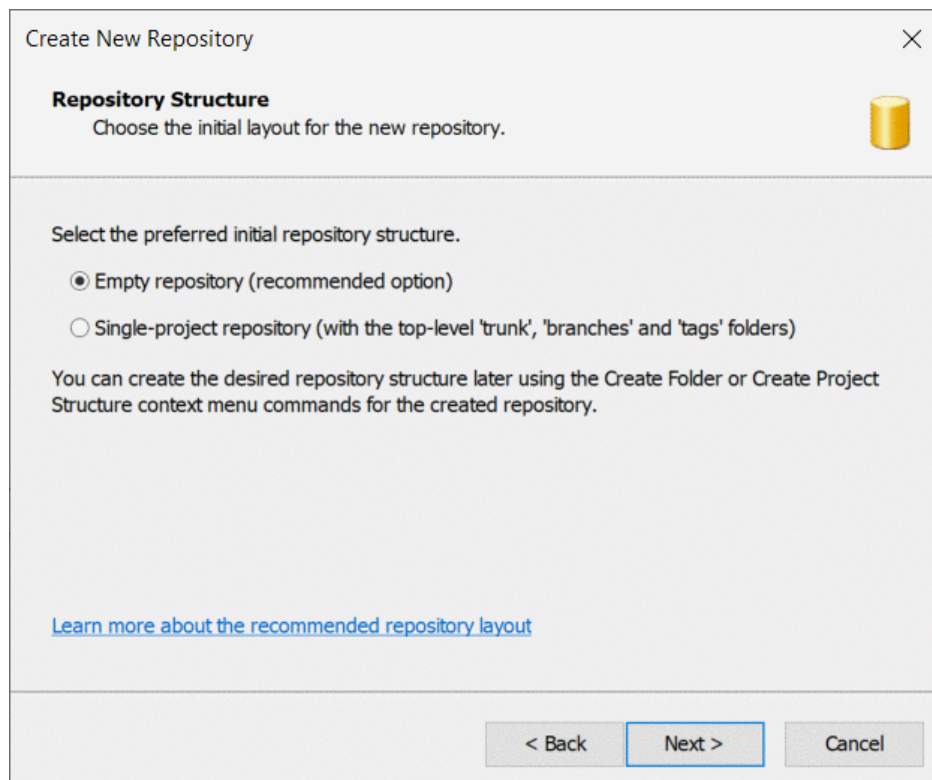 Create New Repository
Repository Structure
Choose the initial layout for the new repository.
Select the preferred initial repository structure.
Empty repository (recommended option)
Single-project repository (with the top-level 'trunk', 'branches' and 'tags' folders)
You can create the desired repository structure later using the Create Folder or Create Project
Structure context menu commands for the created repository.
Learn more about the recommended repository layout
< Back
Next >
Cancel